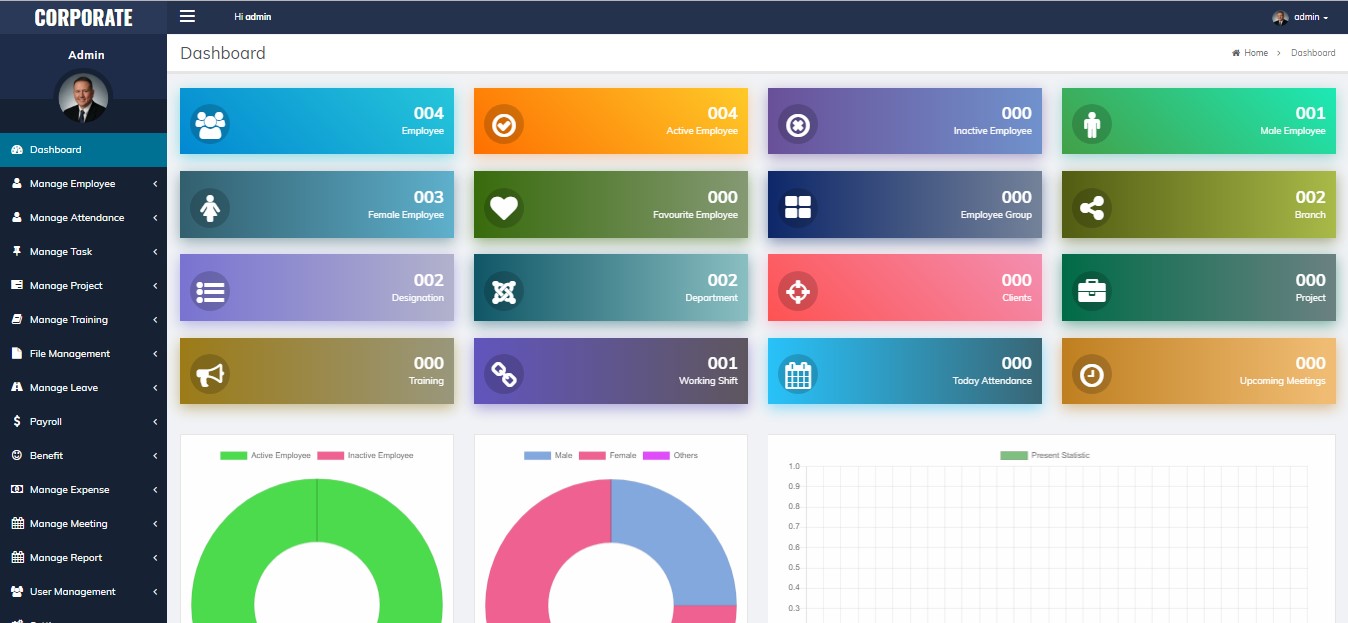 CORPORATE
Hi admin
admin
Admin
Dashboard
Manage Employee
Manage Attendance
Manage Task
Manage Project
Manage Training
File Management
Manage Leave
Payroll
Benefit
Manage Expense
Manage Meeting
Manage Report
User Management
Dashboard
Home > Dashboard
004
Employee
004
Active Employee
000
Inactive Employee
001
Male Employee
003
Female Employee
000
Favourite Employee
000
Employee Group
002
Branch
002
Designation
002
Department
000
Clients
000
Project
000
Training
001
Working Shift
000
Today Attendance
000
Upcoming Meetings
Active Employee Inactive Employee
Male Female Others
Present Statistic
1.0
0.9
0.8
0.7
0.6
0.5
0.4
0.3